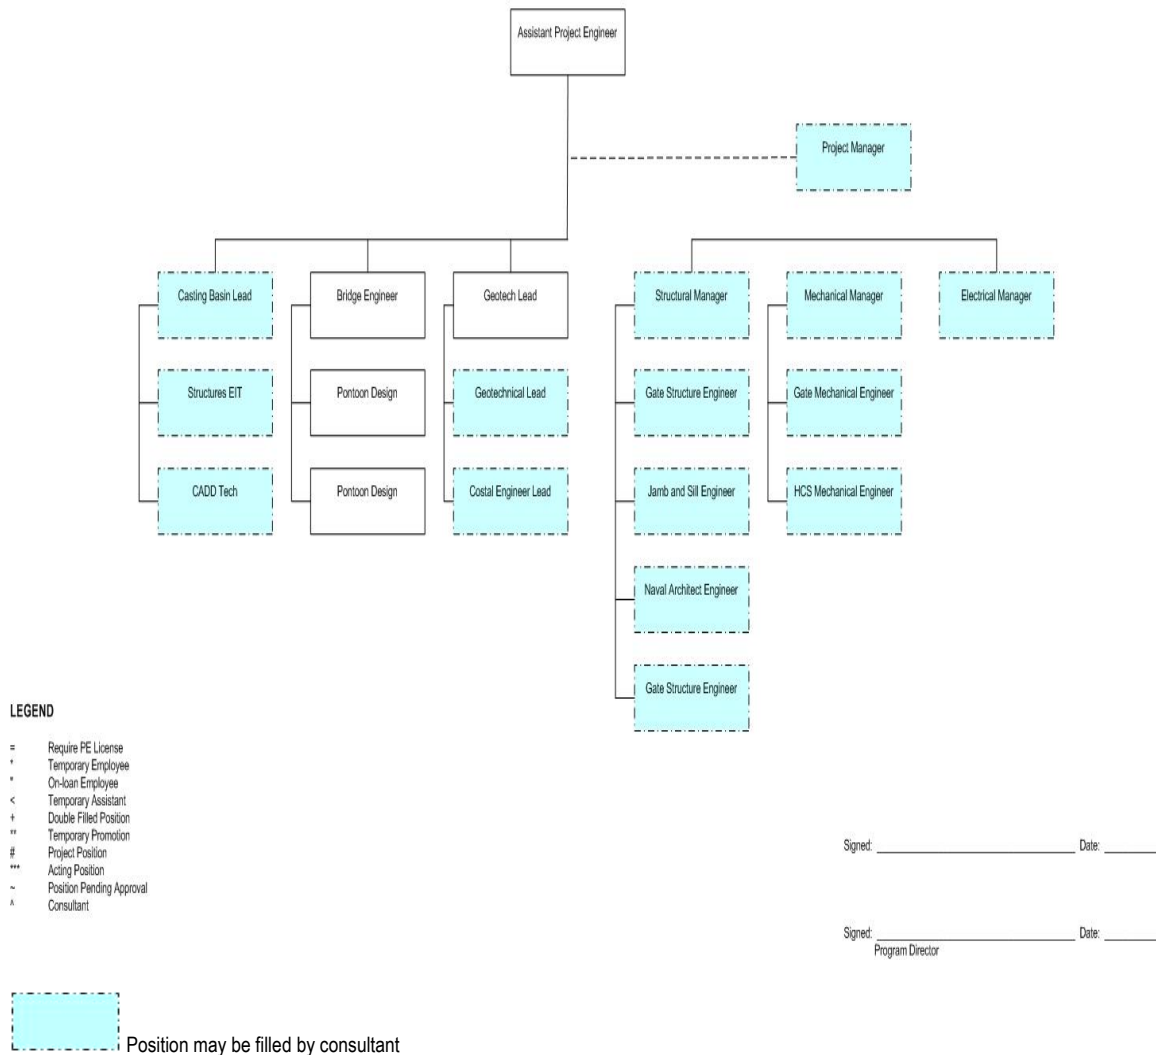 Assistant Project Engineer
Project Manager
Casting Basin Lead
Bridge Engineer
Geotech Lead
Structural Manager
Mechanical Manager
Electrical Manager
Structures EIT
Pontoon Design
Geotechnical Lead
Gate Structure Engineer
Gate Mechanical Engineer
CADD Tech
Pontoon Design
Costal Engineer Lead
Jamb and Sill Engineer
HCS Mechanical Engineer
Naval Architect Engineer
Gate Structure Engineer
LEGEND
= Require PE License
* Temporary Employee
* On-loan Employee
< Temporary Assistant
+ Double Filled Position
** Temporary Promotion
# Project Position
*** Acting Position
~ Position Pending Approval
^ Consultant
Signed: Date:
Signed: Date:
Program Director
Position may be filled by consultant